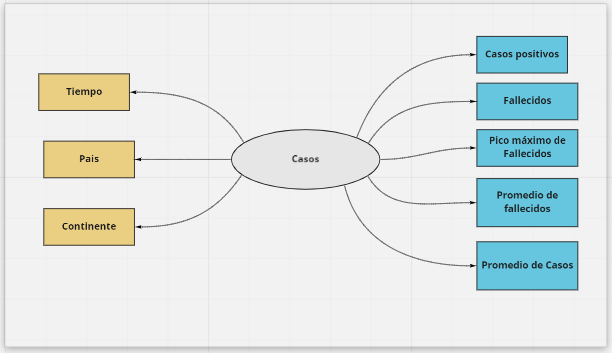 Tiempo
País
Continente
Casos
Casos positivos
Fallecidos
Pico máximo de
Fallecidos
Promedio de
fallecidos
Promedio de Casos